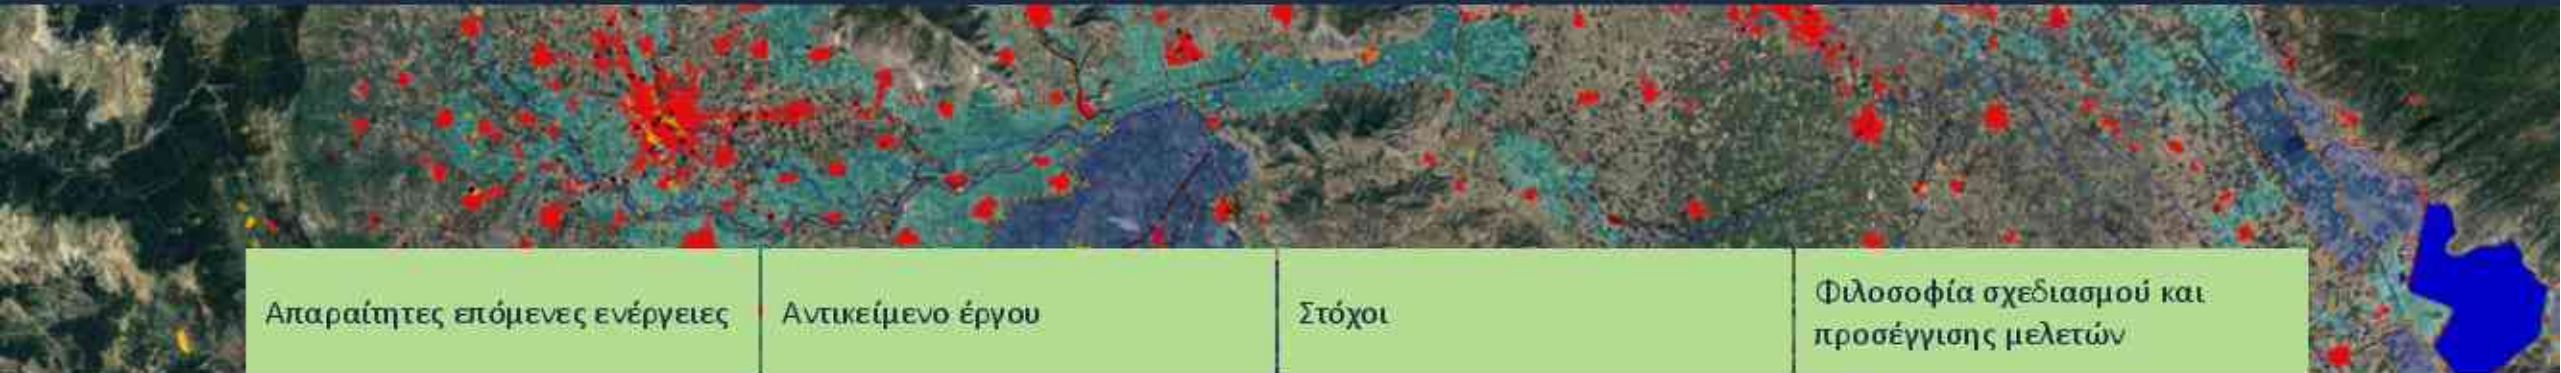 Απαραίτητες επόμενες ενέργειες
Αντικείμενο έργου
Στόχοι
Φιλοσοφία σχεδιασμού και
προσέγγισης μελετών